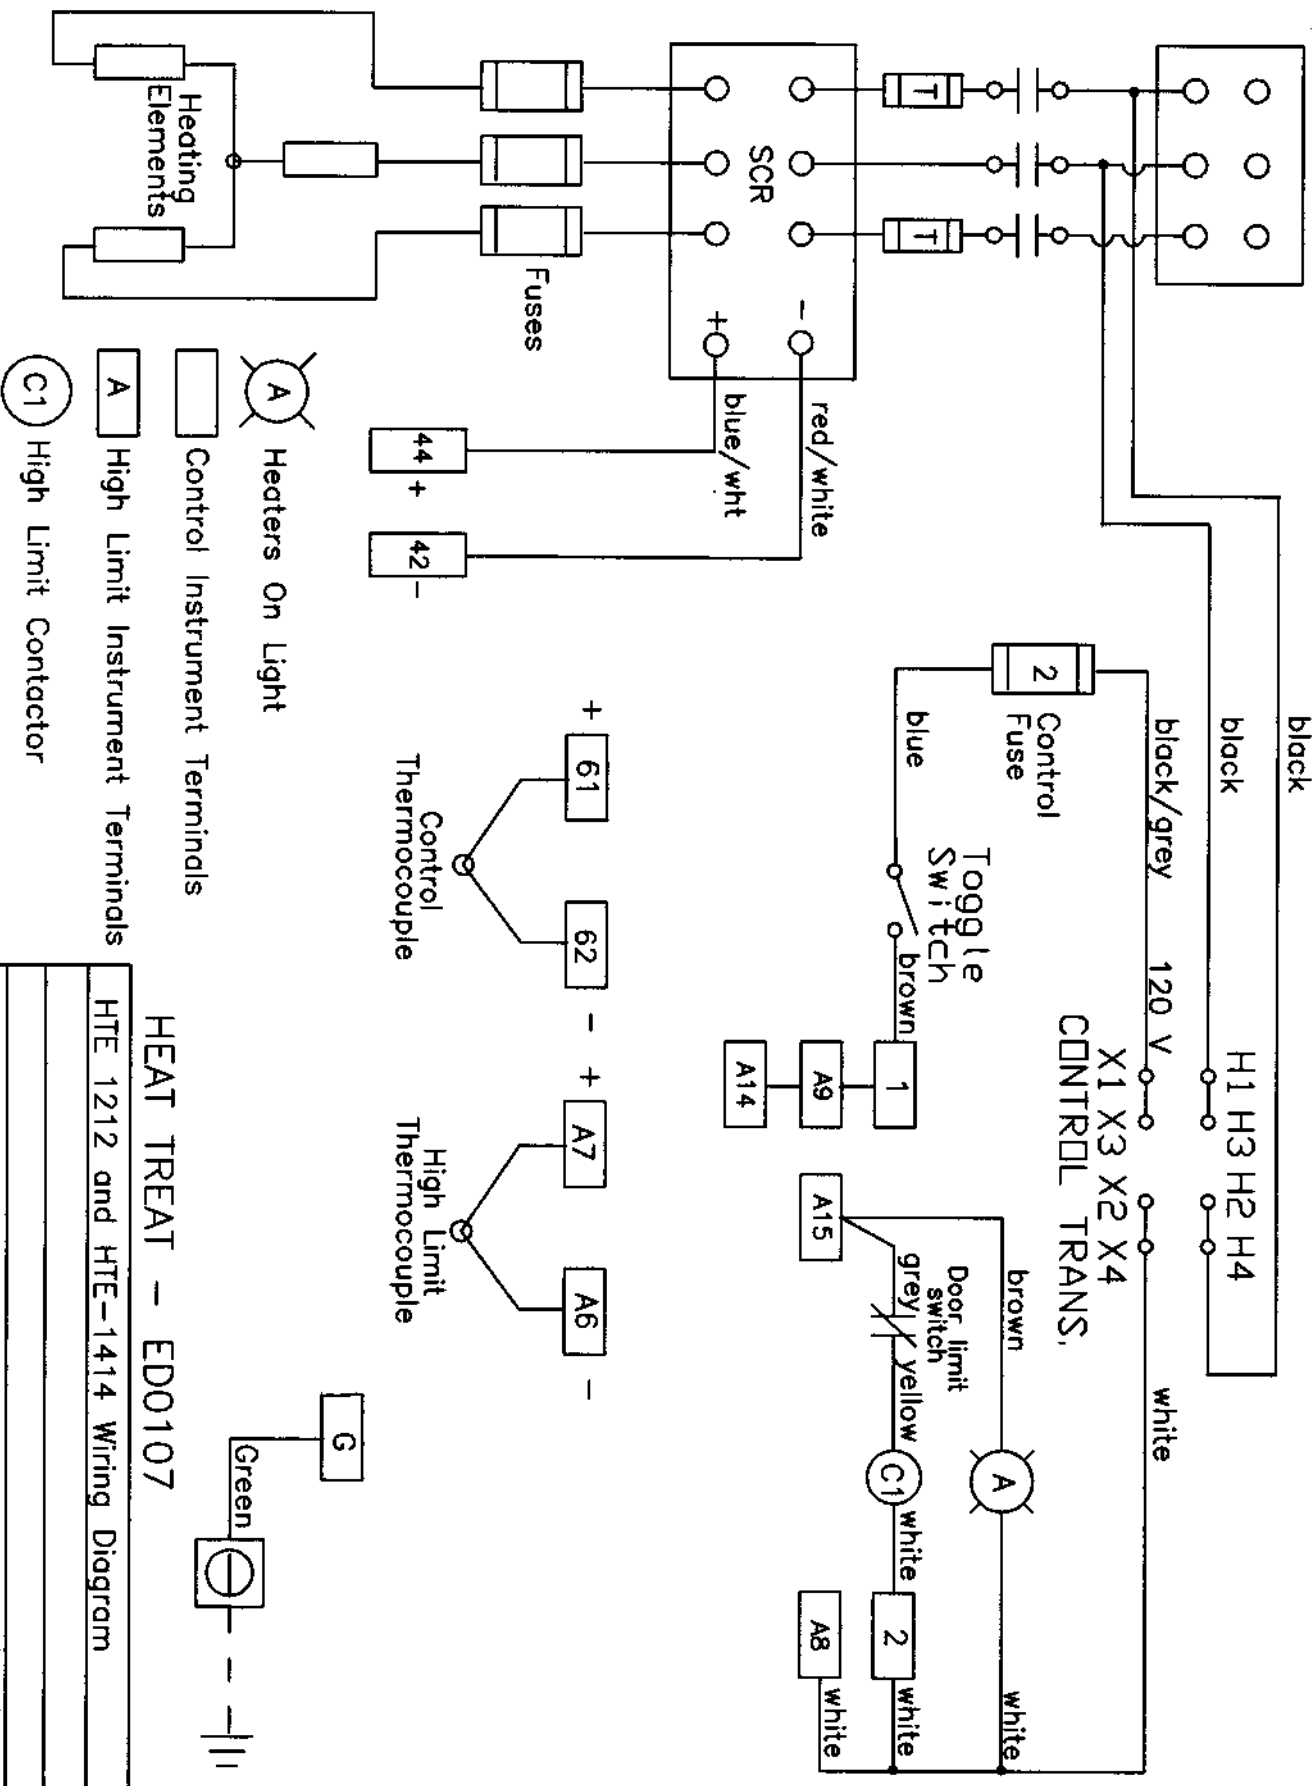 black
black
black/grey
120 V
white
H1 H3 H2 H4
X1 X3 X2 X4
CONTROL TRANS.
2
Control
Fuse
blue
Toggle
Switch
brown
1
A9
A14
A15
brown
Door limit
switch
grey
yellow
A
C1
white
2
white
white
A8
white
T
T
SCR
-
+
red/white
blue/wht
44
+
42
-
Fuses
Heating
Elements
+
61
62
-
Control
Thermocouple
+
A7
A6
-
High Limit
Thermocouple
G
Green
A
Heaters On Light
Control Instrument Terminals
A
High Limit Instrument Terminals
C1
High Limit Contactor
HEAT TREAT - ED0107
HTE 1212 and HTE-1414 Wiring Diagram